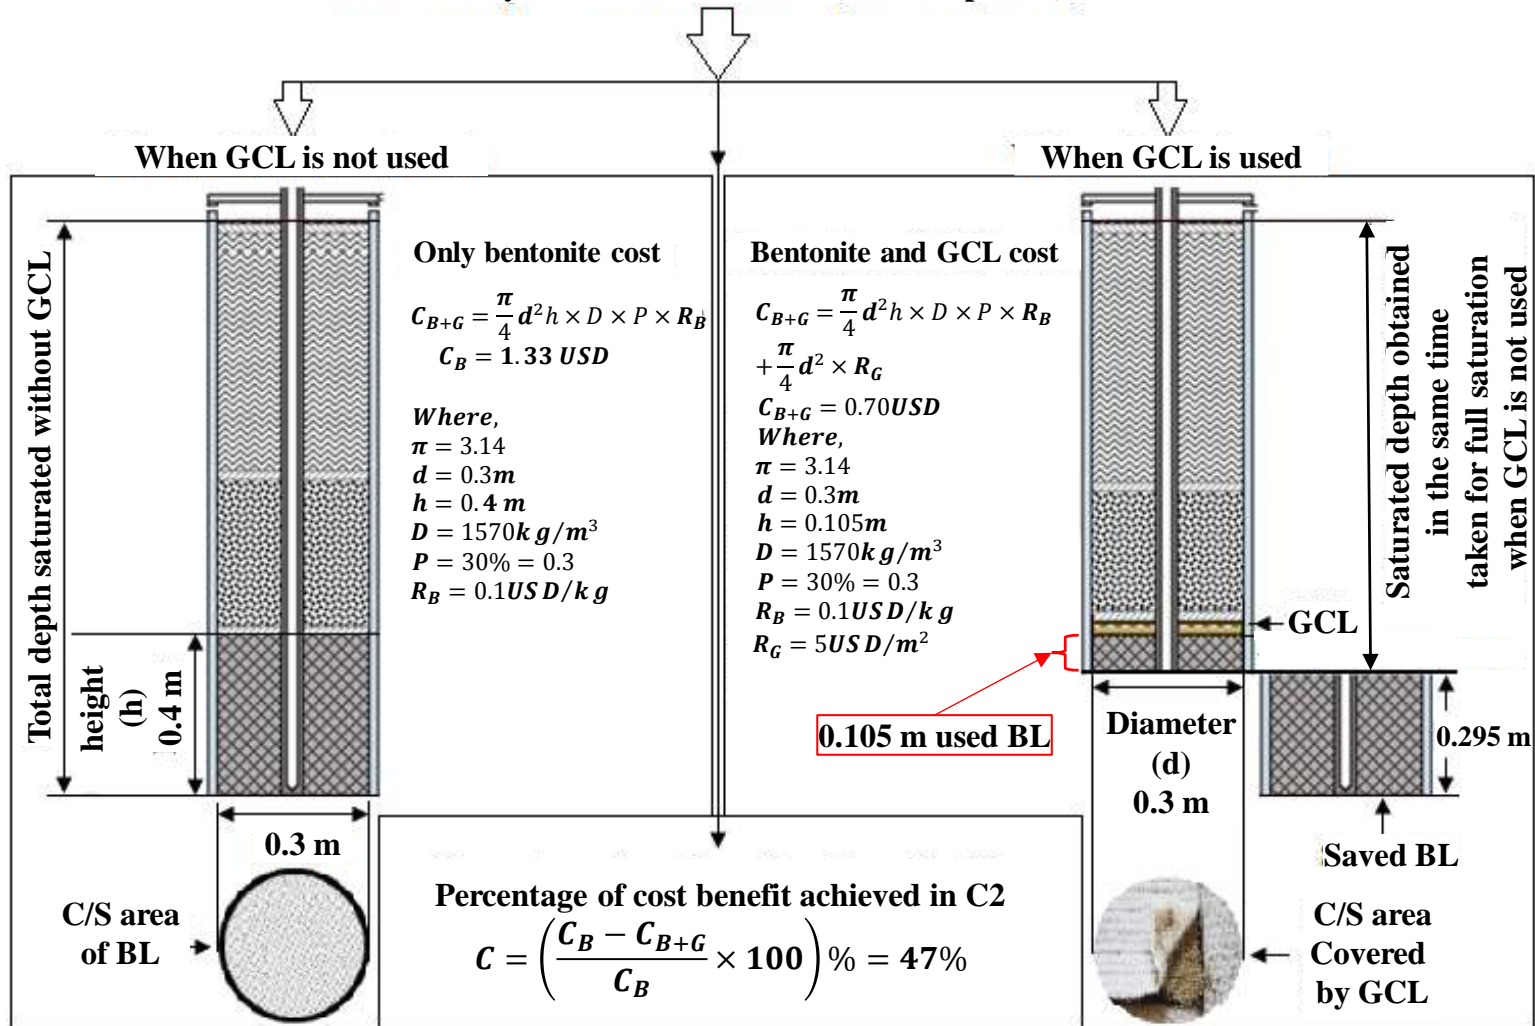 When GCL is not used
When GCL is used
Total depth saturated without GCL
height
(h)
0.4 m
Only bentonite cost
C_{B+G} = π/4 d²h × D × P × R_B
C_B = 1.33 USD
Where,
π = 3.14
d = 0.3m
h = 0.4 m
D = 1570kg/m³
P = 30% = 0.3
R_B = 0.1USD/kg
0.3 m
C/S area
of BL
Bentonite and GCL cost
C_{B+G} = π/4 d²h × D × P × R_B
+ π/4 d² × R_G
C_{B+G} = 0.70USD
Where,
π = 3.14
d = 0.3m
h = 0.105m
D = 1570kg/m³
P = 30% = 0.3
R_B = 0.1USD/kg
R_G = 5USD/m²
0.105 m used BL
Saturated depth obtained
in the same time
taken for full saturation
when GCL is not used
GCL
Diameter
(d)
0.3 m
0.295 m
Saved BL
C/S area
Covered
by GCL
Percentage of cost benefit achieved in C2
C = ((C_B − C_{B+G})/C_B × 100) % = 47%